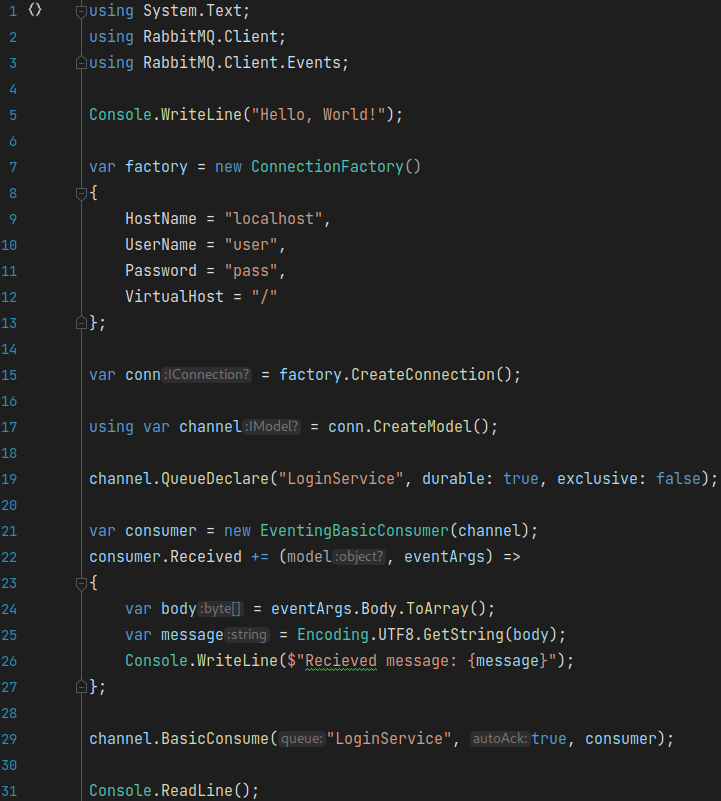 1 using System.Text;
2 using RabbitMQ.Client;
3 using RabbitMQ.Client.Events;
4
5 Console.WriteLine("Hello, World!");
6
7 var factory = new ConnectionFactory()
8 {
9     HostName = "localhost",
10     UserName = "user",
11     Password = "pass",
12     VirtualHost = "/"
13 };
14
15 var conn :IConnection? = factory.CreateConnection();
16
17 using var channel :IModel? = conn.CreateModel();
18
19 channel.QueueDeclare("LoginService", durable: true, exclusive: false);
20
21 var consumer = new EventingBasicConsumer(channel);
22 consumer.Received += (model :object?, eventArgs) =>
23 {
24     var body :byte[] = eventArgs.Body.ToArray();
25     var message :string = Encoding.UTF8.GetString(body);
26     Console.WriteLine($"Recieved message: {message}");
27 };
28
29 channel.BasicConsume( queue: "LoginService", autoAck: true, consumer);
30
31 Console.ReadLine();